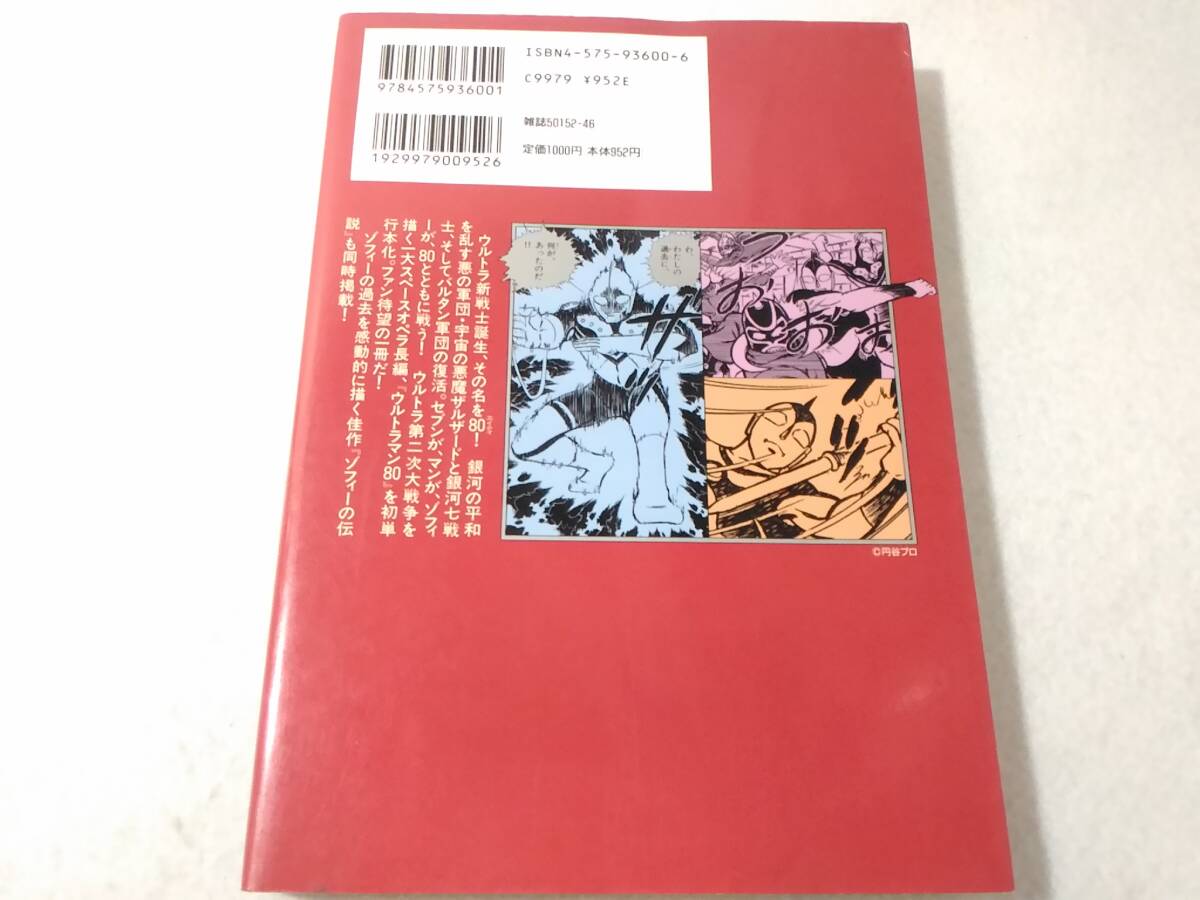 ISBN4-575-93600-6
C9979 ¥952E
9784575936001
雑誌50152-46
定価1000円 本体952円
1929979009526
わ、
わたしの
過去に、
何が、
あったのだ
!!
ザザ
おおお
ウルトラ新戦士誕生、その名を80! 銀河の平和
を乱す悪の軍団・宇宙の悪魔ザルザードと銀河七戦
士、そしてバルタン軍団の復活。セブンが、マンが、ゾフィ
ーが、80とともに戦う! ウルトラ第二次大戦争を
描く一大スペースオペラ長編、『ウルトラマン80』を初単
行本化。ファン待望の一冊だ!
ゾフィーの過去を感動的に描く佳作『ゾフィーの伝
説』も同時掲載!
©円谷プロ